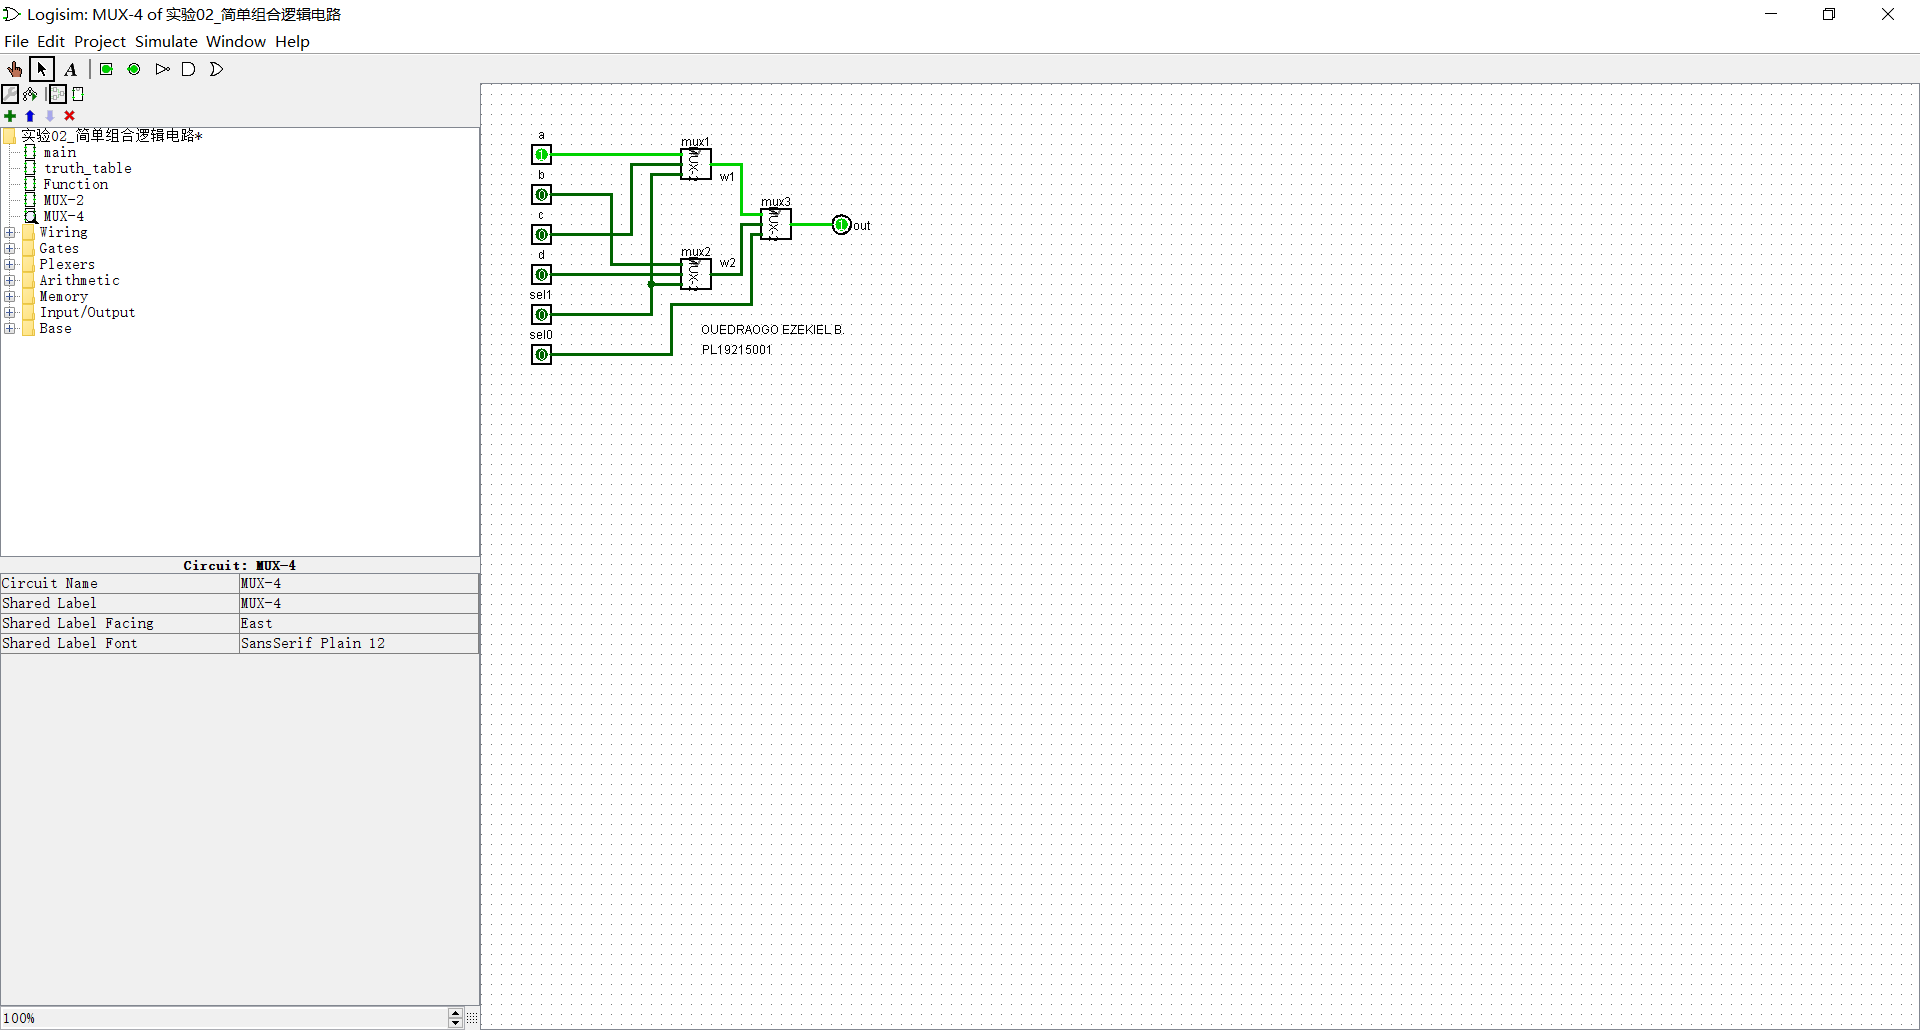 Logisim: MUX-4 of 实验02_简单组合逻辑电路
File Edit Project Simulate Window Help
A
实验02_简单组合逻辑电路*
main
truth_table
Function
MUX-2
MUX-4
Wiring
Gates
Plexers
Arithmetic
Memory
Input/Output
Base
Circuit: MUX-4
Circuit Name MUX-4
Shared Label MUX-4
Shared Label Facing East
Shared Label Font SansSerif Plain 12
100%
a
1
b
0
c
0
d
0
sel1
0
sel0
0
mux1
MUX-2
w1
mux2
MUX-2
w2
mux3
MUX-2
1
out
OUEDRAOGO EZEKIEL B.
PL19215001